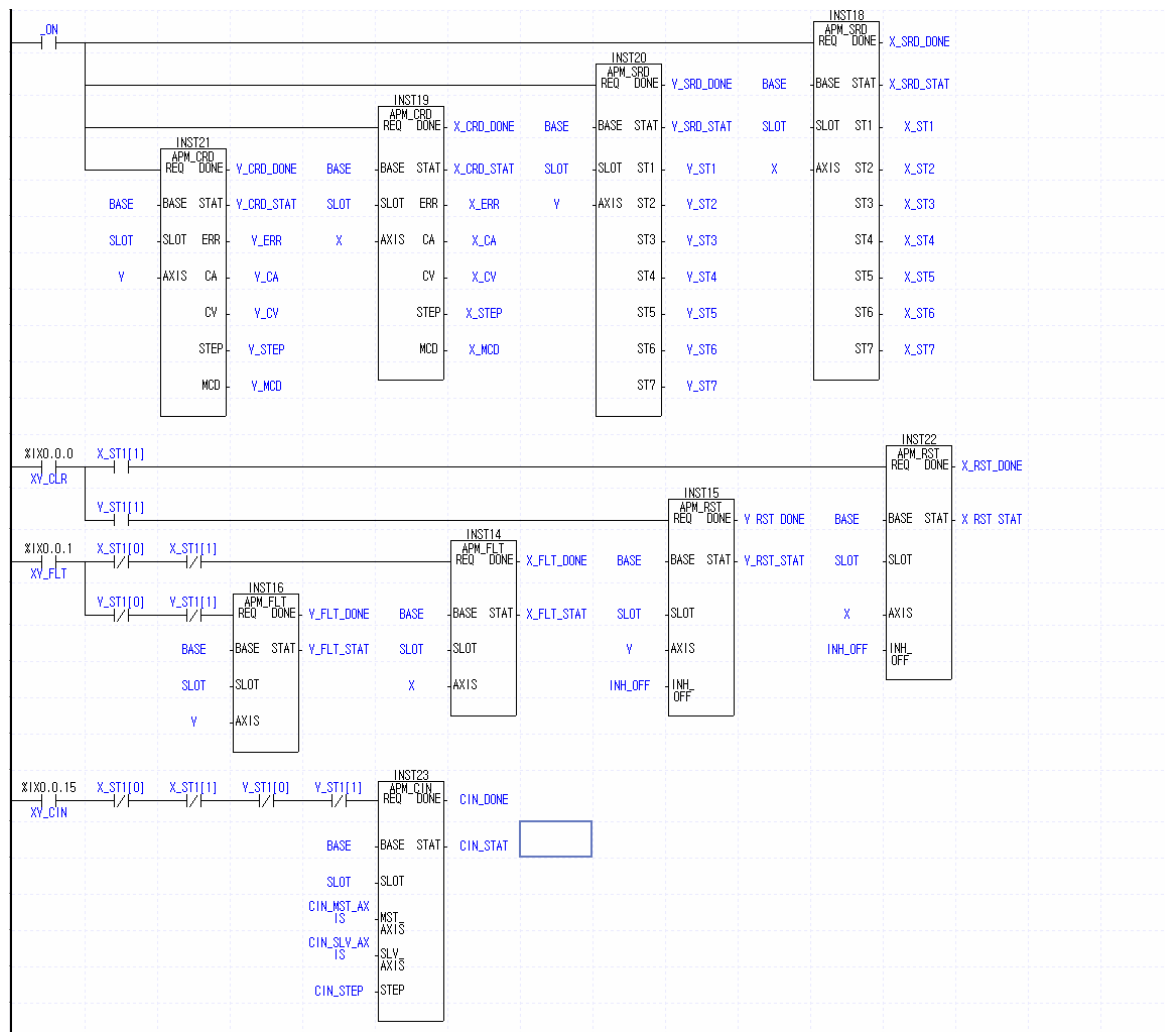 INST18
_ON APM_SRD
REQ DONE X_SRD_DONE
INST20
APM_SRD
REQ DONE Y_SRD_DONE BASE BASE STAT X_SRD_STAT
INST19
APM_CRD
REQ DONE X_CRD_DONE BASE BASE STAT Y_SRD_STAT SLOT SLOT ST1 X_ST1
INST21
APM_CRD
REQ DONE Y_CRD_DONE BASE BASE STAT X_CRD_STAT SLOT SLOT ST1 Y_ST1 X AXIS ST2 X_ST2
BASE BASE STAT Y_CRD_STAT SLOT SLOT ERR X_ERR Y AXIS ST2 Y_ST2 ST3 X_ST3
SLOT SLOT ERR Y_ERR X AXIS CA X_CA ST3 Y_ST3 ST4 X_ST4
Y AXIS CA Y_CA CV X_CV ST4 Y_ST4 ST5 X_ST5
CV Y_CV STEP X_STEP ST5 Y_ST5 ST6 X_ST6
STEP Y_STEP MCD X_MCD ST6 Y_ST6 ST7 X_ST7
MCD Y_MCD ST7 Y_ST7
INST22
%IX0.0.0 X_ST1[1] APM_RST
REQ DONE X_RST_DONE
XY_CLR
INST15
Y_ST1[1] APM_RST
REQ DONE Y RST DONE BASE BASE STAT X RST STAT
INST14
%IX0.0.1 X_ST1[0] X_ST1[1] APM_FLT
REQ DONE X_FLT_DONE BASE BASE STAT Y_RST_STAT SLOT SLOT
XY_FLT
INST16
Y_ST1[0] Y_ST1[1] APM_FLT
REQ DONE Y_FLT_DONE BASE BASE STAT X_FLT_STAT SLOT SLOT X AXIS
BASE BASE STAT Y_FLT_STAT SLOT SLOT Y AXIS INH_OFF INH_
OFF
SLOT SLOT X AXIS INH_OFF INH_
OFF
Y AXIS
INST23
%IX0.0.15 X_ST1[0] X_ST1[1] Y_ST1[0] Y_ST1[1] APM_CIN
REQ DONE CIN_DONE
XY_CIN
BASE BASE STAT CIN_STAT
SLOT SLOT
CIN_MST_AX
IS MST_
AXIS
CIN_SLV_AX
IS SLV_
AXIS
CIN_STEP STEP